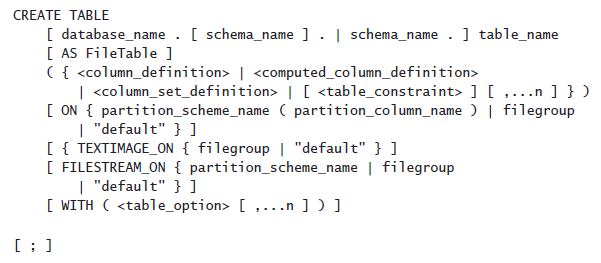 CREATE TABLE
[ database_name . [ schema_name ] . | schema_name . ] table_name
[ AS FileTable ]
( { <column_definition> | <computed_column_definition>
| <column_set_definition> | [ <table_constraint> ] [ ,...n ] } )
[ ON { partition_scheme_name ( partition_column_name ) | filegroup
| "default" } ]
[ { TEXTIMAGE_ON { filegroup | "default" } ]
[ FILESTREAM_ON { partition_scheme_name | filegroup
| "default" } ]
[ WITH ( <table_option> [ ,...n ] ) ]
[ ; ]